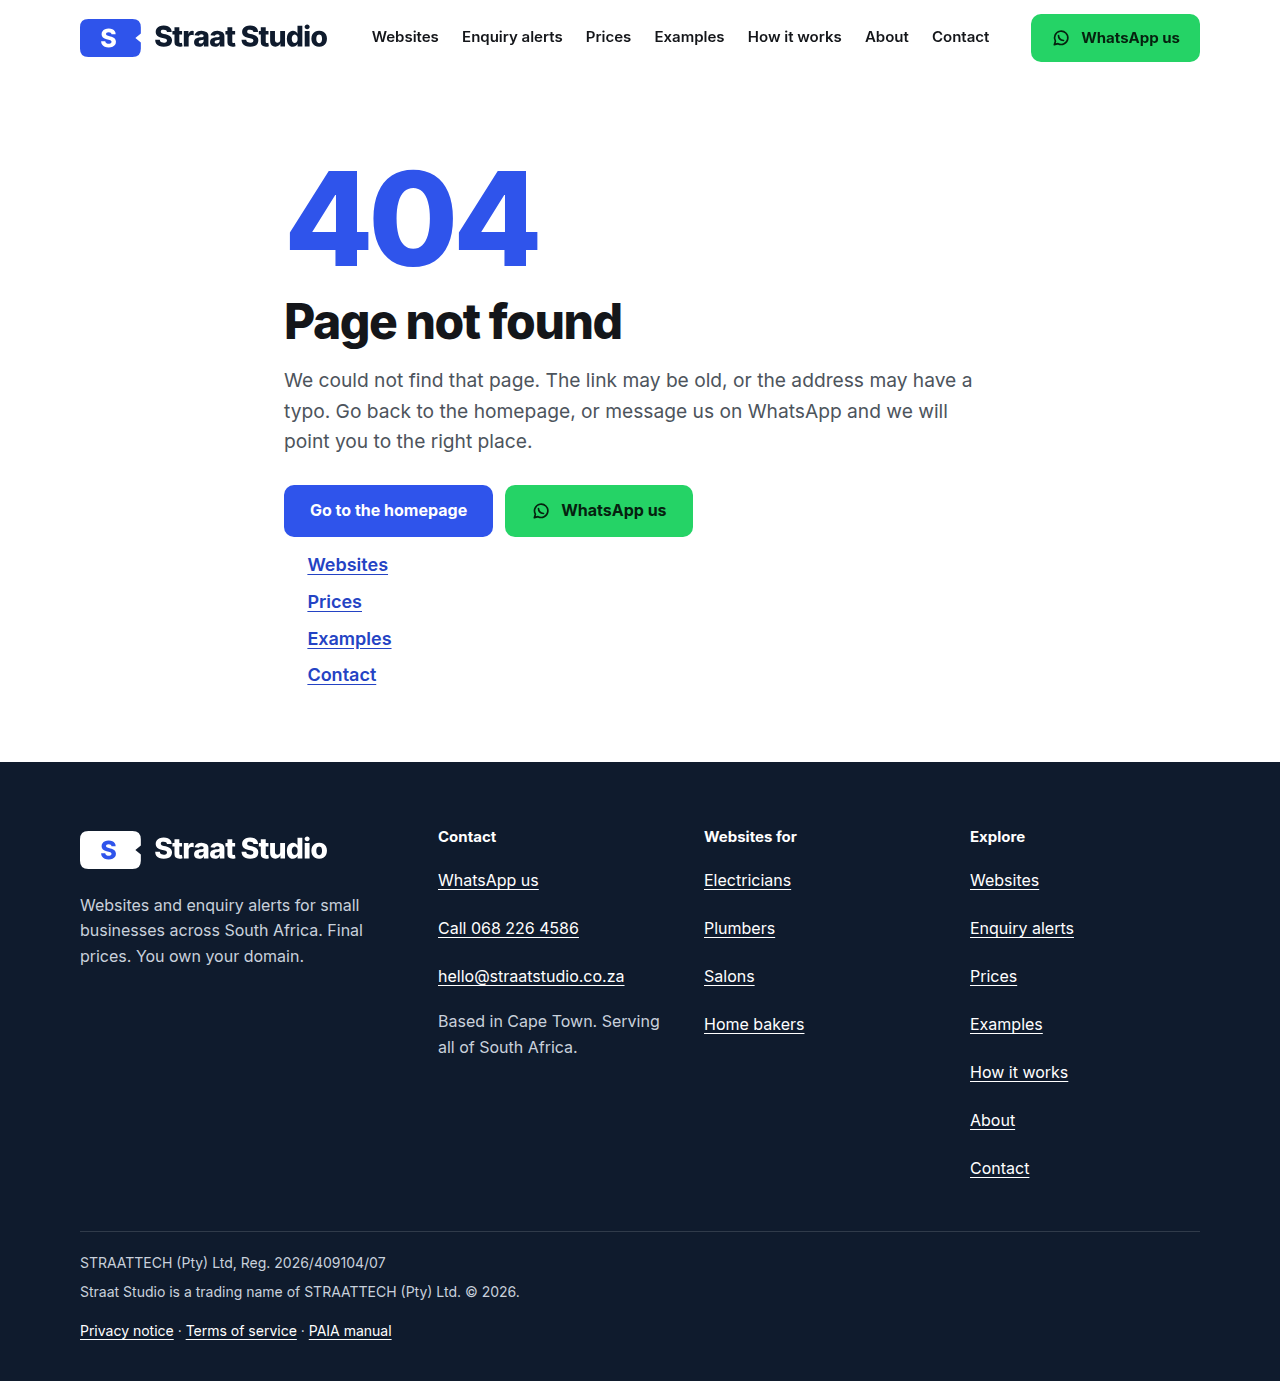 S Straat Studio
Websites Enquiry alerts Prices Examples How it works About Contact
WhatsApp us
404
Page not found
We could not find that page. The link may be old, or the address may have a
typo. Go back to the homepage, or message us on WhatsApp and we will
point you to the right place.
Go to the homepage
WhatsApp us
Websites
Prices
Examples
Contact
S Straat Studio
Websites and enquiry alerts for small
businesses across South Africa. Final
prices. You own your domain.
Contact
WhatsApp us
Call 068 226 4586
hello@straatstudio.co.za
Based in Cape Town. Serving
all of South Africa.
Websites for
Electricians
Plumbers
Salons
Home bakers
Explore
Websites
Enquiry alerts
Prices
Examples
How it works
About
Contact
STRAATTECH (Pty) Ltd, Reg. 2026/409104/07
Straat Studio is a trading name of STRAATTECH (Pty) Ltd. © 2026.
Privacy notice · Terms of service · PAIA manual